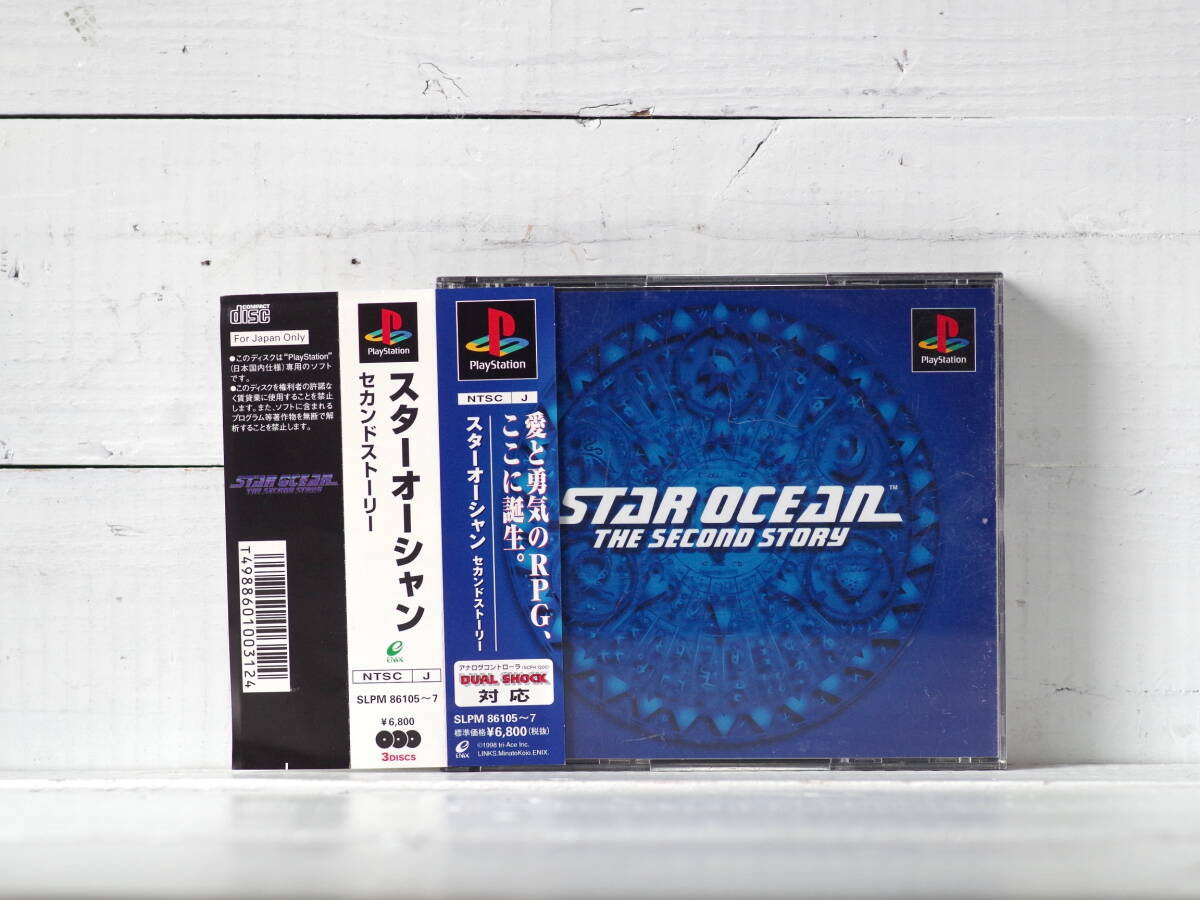 COMPACT
disc
For Japan Only
●このディスクは"PlayStation"
(日本国内仕様)専用のソフト
です。
●このディスクを権利者の許諾な
く賃貸業に使用することを禁止
します。また、ソフトに含まれる
プログラム等著作物を無断で解
析することを禁止します。
STAR OCEAN
THE SECOND STORY
T4988601003124
PlayStation
スターオーシャン
セカンドストーリー
ENIX
NTSC J
SLPM 86105〜7
¥6,800
3DISCS
PlayStation
NTSC J
愛と勇気のRPG、
ここに誕生。
スターオーシャン セカンドストーリー
アナログコントローラ(SCPH 1200)
DUAL SHOCK
対応
SLPM 86105〜7
標準価格¥6,800(税抜)
ENIX
©1998 tri-Ace Inc.
LINKS.MinatoKoio.ENIX.
PlayStation
STAR OCEAN™
THE SECOND STORY